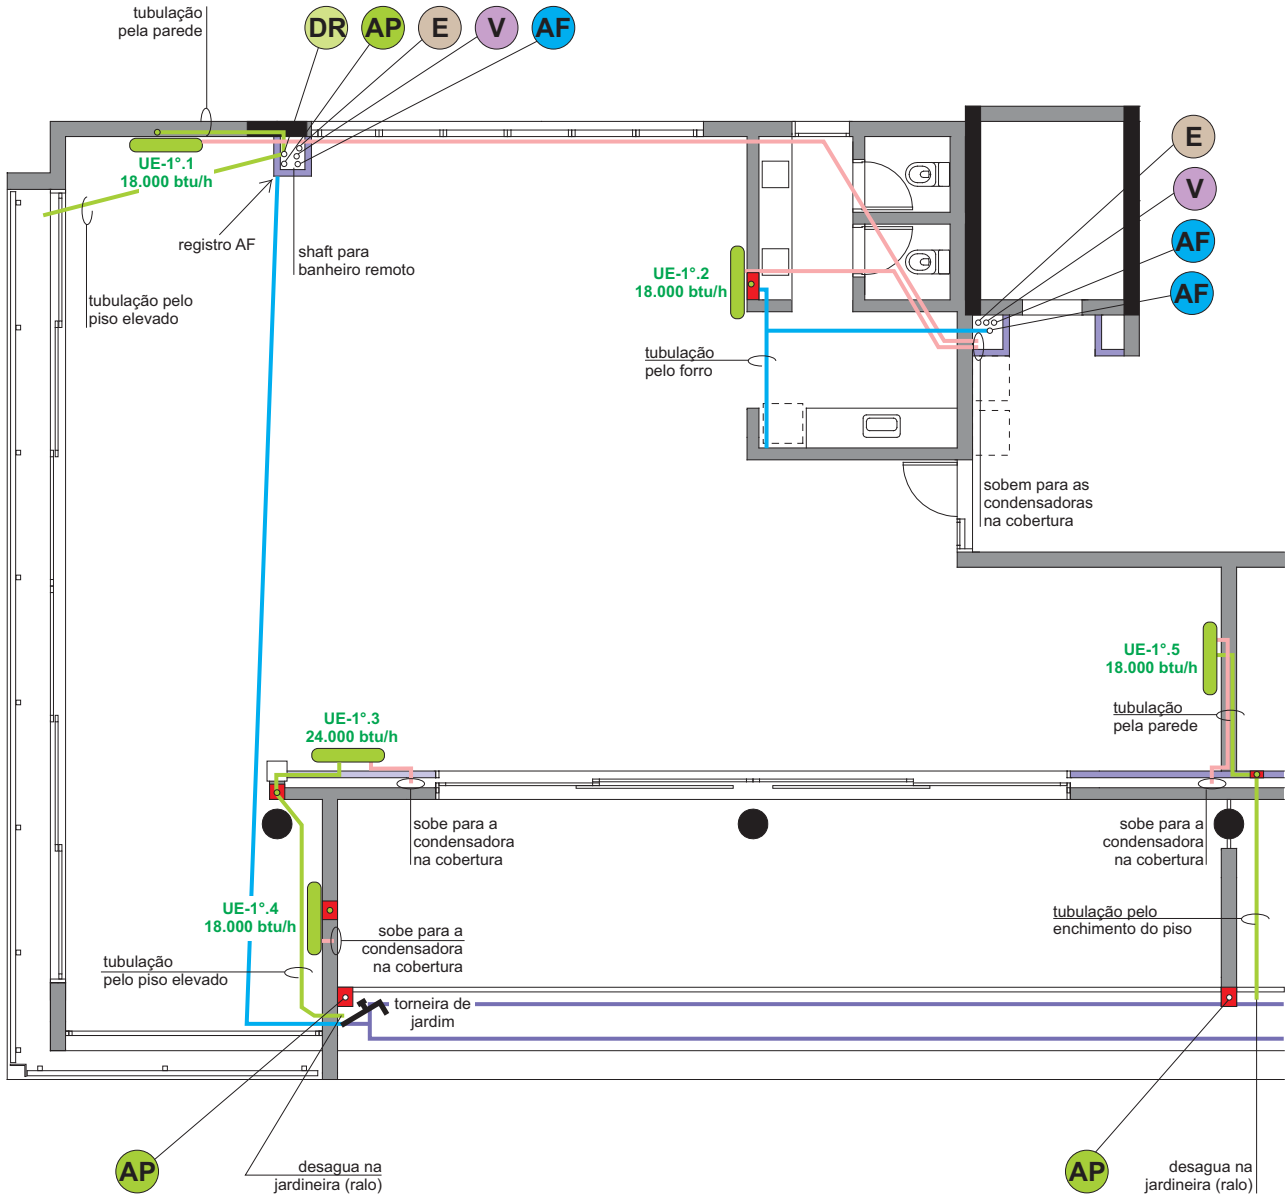 tubulação
pela parede
DR
AP
E
V
AF
UE-1°.1
18.000 btu/h
registro AF
shaft para
banheiro remoto
tubulação pelo
piso elevado
E
V
AF
AF
UE-1°.2
18.000 btu/h
tubulação
pelo forro
sobem para as
condensadoras
na cobertura
UE-1°.5
18.000 btu/h
tubulação
pela parede
UE-1°.3
24.000 btu/h
sobe para a
condensadora
na cobertura
sobe para a
condensadora
na cobertura
UE-1°.4
18.000 btu/h
sobe para a
condensadora
na cobertura
tubulação pelo
enchimento do piso
tubulação
pelo piso elevado
torneira de
jardim
AP
desagua na
jardineira (ralo)
AP
desagua na
jardineira (ralo)